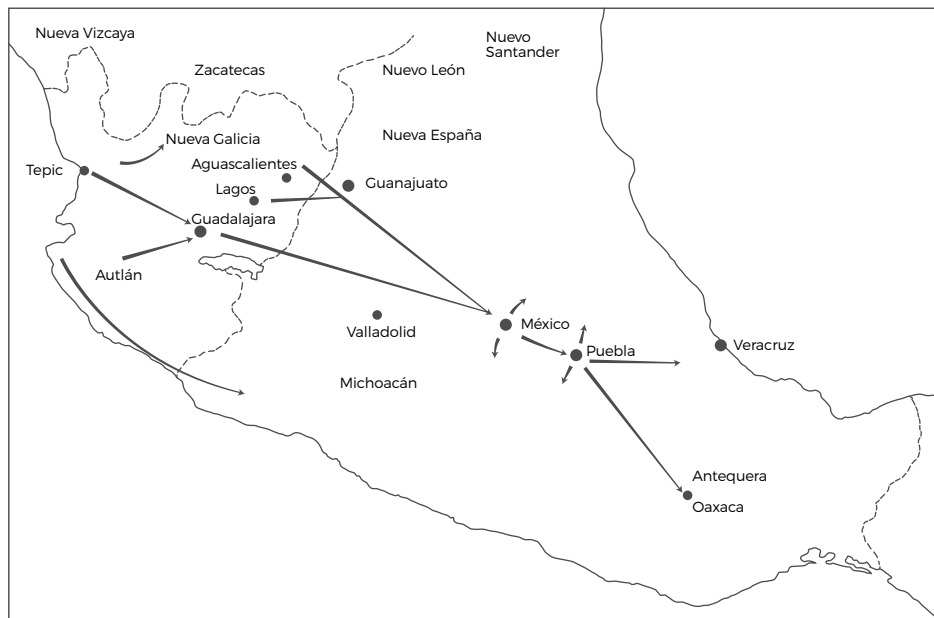 Nueva Vizcaya
Nuevo
Santander
Zacatecas
Nuevo León
Nueva España
Nueva Galicia
Aguascalientes
Tepic
Guanajuato
Lagos
Guadalajara
Autlán
México
Valladolid
Puebla
Veracruz
Michoacán
Antequera
Oaxaca